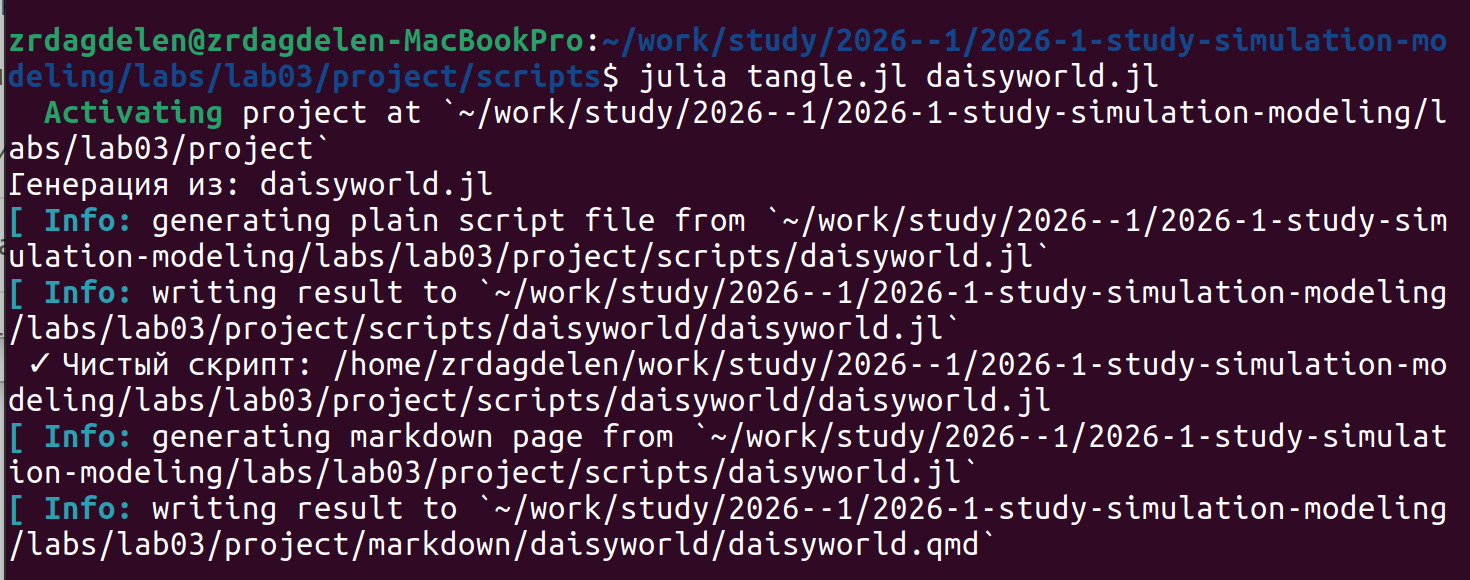 zrdagdelen@zrdagdelen-MacBookPro:~/work/study/2026--1/2026-1-study-simulation-mo
deling/labs/lab03/project/scripts$ julia tangle.jl daisyworld.jl
  Activating project at `~/work/study/2026--1/2026-1-study-simulation-modeling/l
abs/lab03/project`
Генерация из: daisyworld.jl
[ Info: generating plain script file from `~/work/study/2026--1/2026-1-study-sim
ulation-modeling/labs/lab03/project/scripts/daisyworld.jl`
[ Info: writing result to `~/work/study/2026--1/2026-1-study-simulation-modeling
/labs/lab03/project/scripts/daisyworld/daisyworld.jl`
 ✓ Чистый скрипт: /home/zrdagdelen/work/study/2026--1/2026-1-study-simulation-mo
deling/labs/lab03/project/scripts/daisyworld/daisyworld.jl
[ Info: generating markdown page from `~/work/study/2026--1/2026-1-study-simulat
ion-modeling/labs/lab03/project/scripts/daisyworld.jl`
[ Info: writing result to `~/work/study/2026--1/2026-1-study-simulation-modeling
/labs/lab03/project/markdown/daisyworld/daisyworld.qmd`